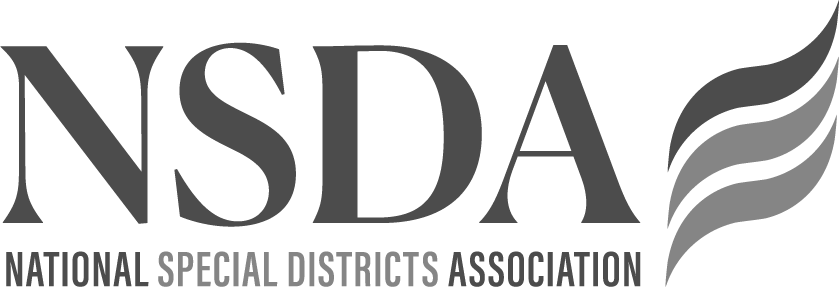 NSDA
NATIONAL SPECIAL DISTRICTS ASSOCIATION